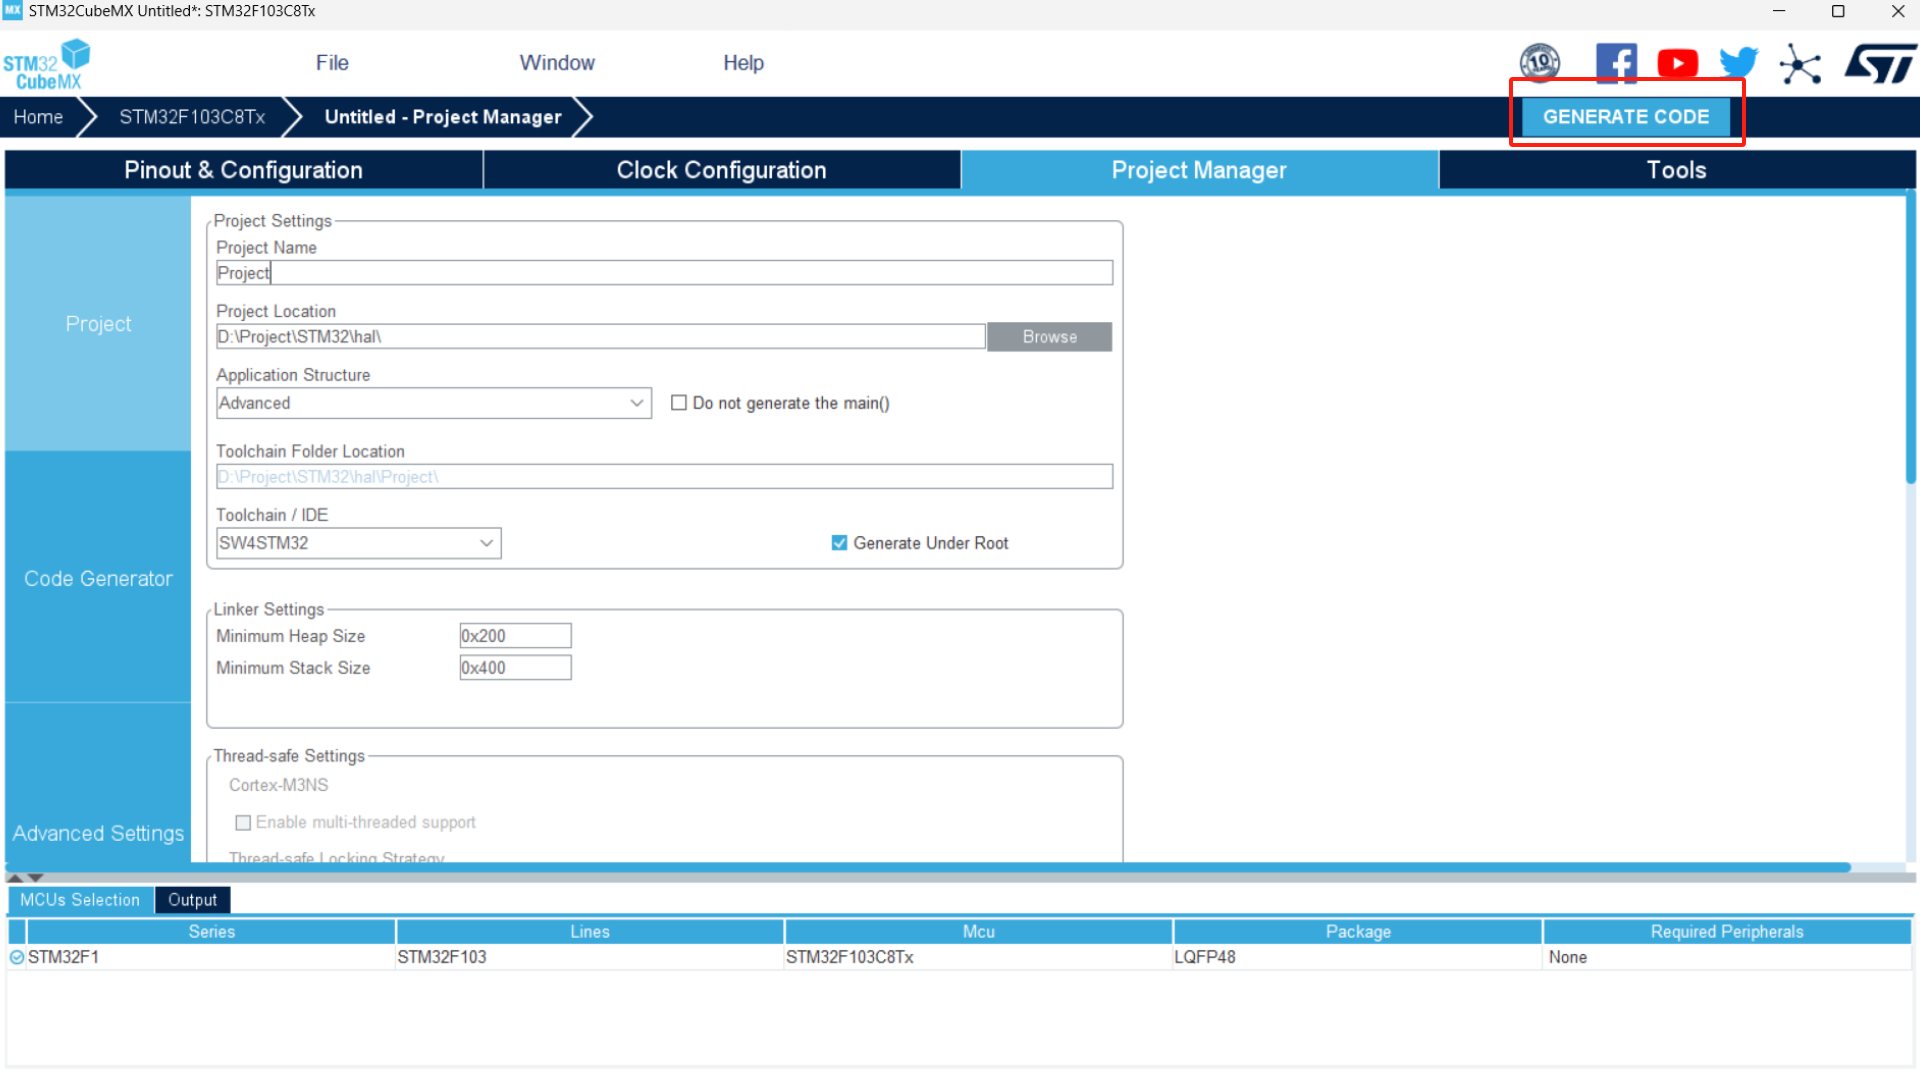 MX STM32CubeMX Untitled*: STM32F103C8Tx
STM32 CubeMX
File Window Help
10
Home STM32F103C8Tx Untitled - Project Manager GENERATE CODE
Pinout & Configuration Clock Configuration Project Manager Tools
Project
Code Generator
Advanced Settings
Project Settings
Project Name
Project
Project Location
D:\Project\STM32\hal\ Browse
Application Structure
Advanced Do not generate the main()
Toolchain Folder Location
D:\Project\STM32\hal\Project\
Toolchain / IDE
SW4STM32 Generate Under Root
Linker Settings
Minimum Heap Size 0x200
Minimum Stack Size 0x400
Thread-safe Settings
Cortex-M3NS
Enable multi-threaded support
Thread-safe Locking Strategy
MCUs Selection Output
Series Lines Mcu Package Required Peripherals
STM32F1 STM32F103 STM32F103C8Tx LQFP48 None